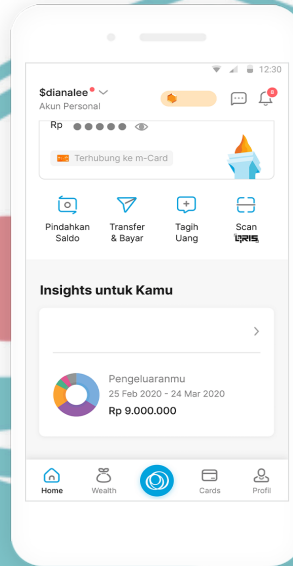 12:30
$dianalee
8
Akun Personal
Rp
Terhubung ke m-Card
Pindahkan
Saldo
Transfer
& Bayar
Tagih
Uang
Scan
QRIS
Insights untuk Kamu
Pengeluaranmu
25 Feb 2020 - 24 Mar 2020
Rp 9.000.000
Home
Wealth
Cards
Profil